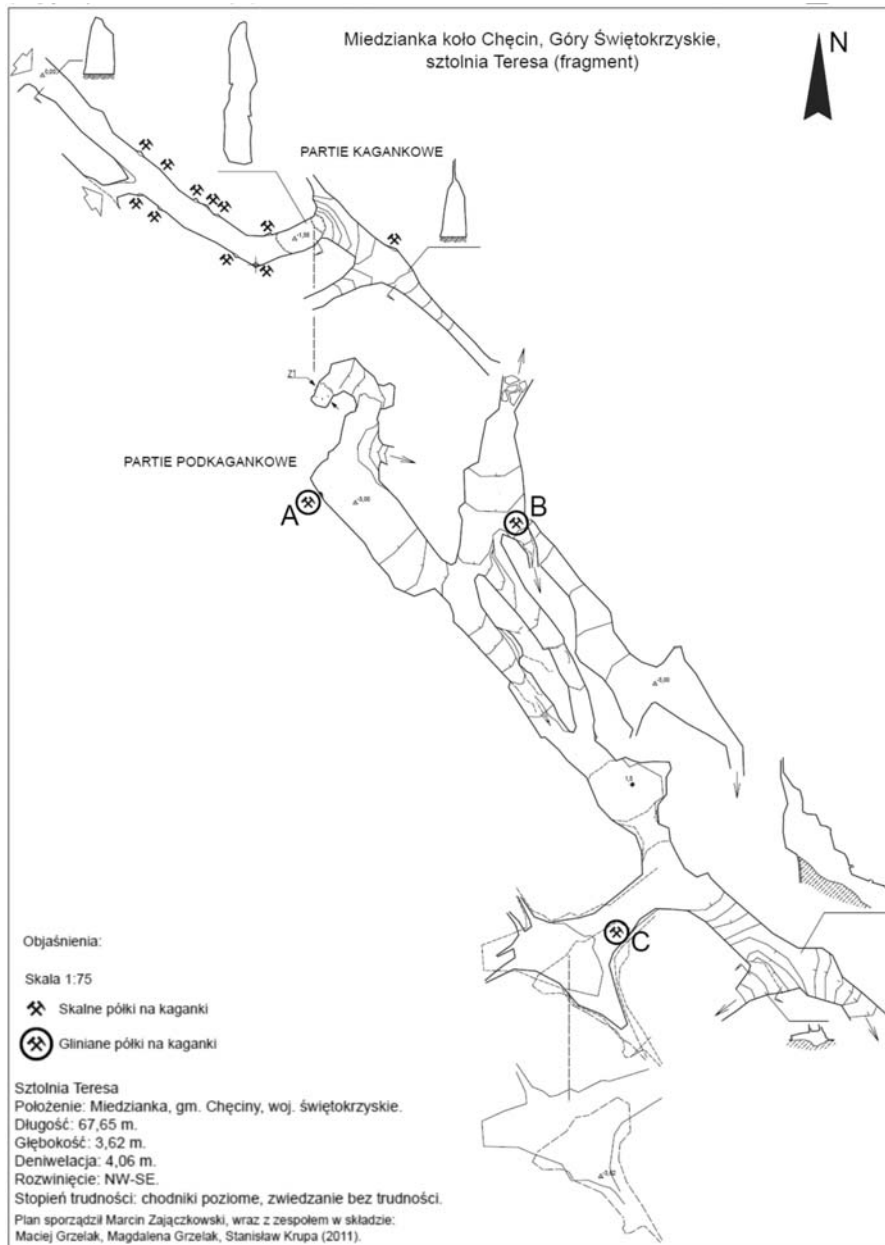 Miedzianka koło Chęcin, Góry Świętokrzyskie,
sztolnia Teresa (fragment)
N
PARTIE KAGANKOWE
Z1
PARTIE PODKAGANKOWE
A
B
C
Objaśnienia:
Skala 1:75
Skalne półki na kaganki
Gliniane półki na kaganki
Sztolnia Teresa
Położenie: Miedzianka, gm. Chęciny, woj. świętokrzyskie.
Długość: 67,65 m.
Głębokość: 3,62 m.
Deniwelacja: 4,06 m.
Rozwinięcie: NW-SE.
Stopień trudności: chodniki poziome, zwiedzanie bez trudności.
Plan sporządził Marcin Zajączkowski, wraz z zespołem w składzie:
Maciej Grzelak, Magdalena Grzelak, Stanisław Krupa (2011).